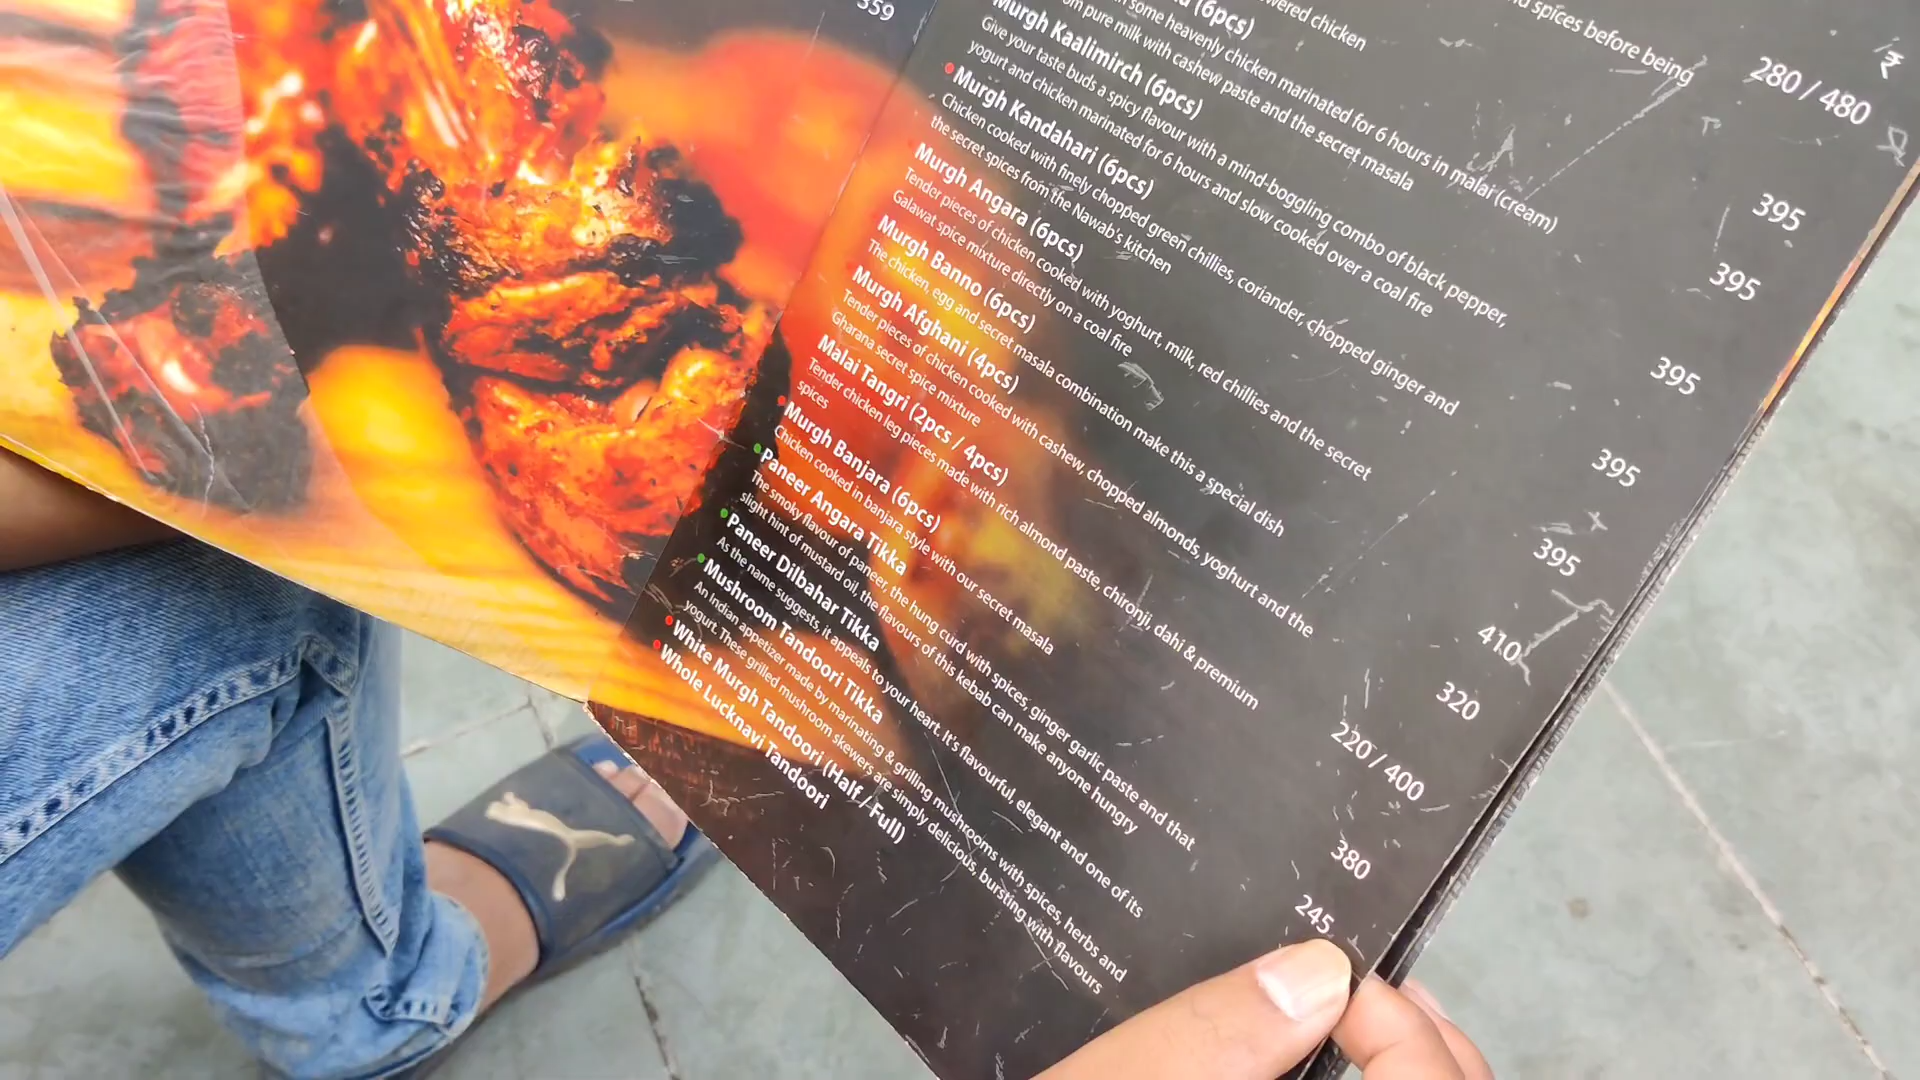 359
wered chicken
spices before being
₹
280 / 480
(6pcs)
some heavenly chicken marinated for 6 hours in malai (cream)
om pure milk with cashew paste and the secret masala
395
Murgh Kaalimirch (6pcs)
Give your taste buds a spicy flavour with a mind-boggling combo of black pepper,
yogurt and chicken marinated for 6 hours and slow cooked over a coal fire
395
Murgh Kandahari (6pcs)
Chicken cooked with finely chopped green chillies, coriander, chopped ginger and
the secret spices from the Nawab's kitchen
395
Murgh Angara (6pcs)
Tender pieces of chicken cooked with yoghurt, milk, red chillies and the secret
Galawat spice mixture directly on a coal fire
395
Murgh Banno (6pcs)
The chicken, egg and secret masala combination make this a special dish
395
Murgh Afghani (4pcs)
Tender pieces of chicken cooked with cashew, chopped almonds, yoghurt and the
Gharana secret spice mixture
410
Malai Tangri (2pcs / 4pcs)
Tender chicken leg pieces made with rich almond paste, chironji, dahi & premium
spices
320
Murgh Banjara (6pcs)
Chicken cooked in banjara style with our secret masala
220 / 400
Paneer Angara Tikka
The smoky flavour of paneer, the hung curd with spices, ginger garlic paste and that
slight hint of mustard oil, the flavours of this kebab can make anyone hungry
380
Paneer Dilbahar Tikka
As the name suggests, it appeals to your heart. It's flavourful, elegant and one of its
245
Mushroom Tandoori Tikka
An Indian appetizer made by marinating & grilling mushrooms with spices, herbs and
yogurt. These grilled mushroom skewers are simply delicious, bursting with flavours
White Murgh Tandoori (Half / Full)
Whole Lucknavi Tandoori